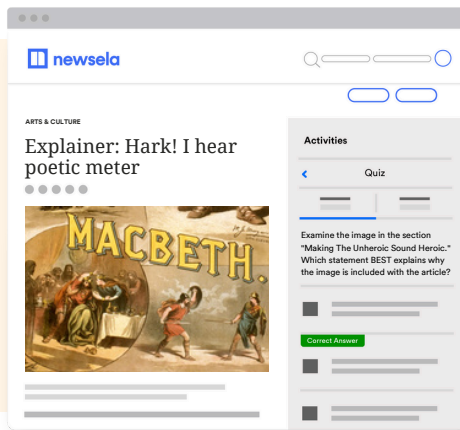 newsela
ARTS & CULTURE
Explainer: Hark! I hear
poetic meter
MACBETH.
Activities
Quiz
Examine the image in the section
"Making The Unheroic Sound Heroic."
Which statement BEST explains why
the image is included with the article?
Correct Answer